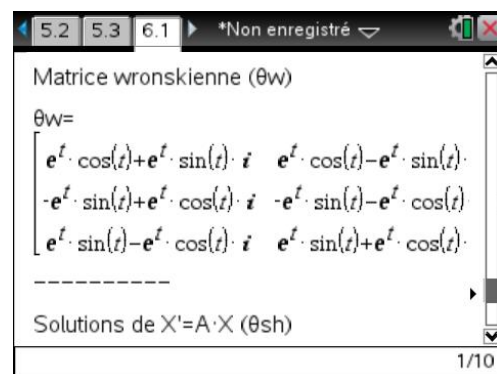 5.2 5.3 6.1 *Non enregistré
Matrice wronskienne (θw)
θw=
e^t·cos(t)+e^t·sin(t)·i e^t·cos(t)-e^t·sin(t)·
-e^t·sin(t)+e^t·cos(t)·i -e^t·sin(t)-e^t·cos(t)
e^t·sin(t)-e^t·cos(t)·i e^t·sin(t)+e^t·cos(t)·
----------
Solutions de X'=A·X (θsh)
1/10